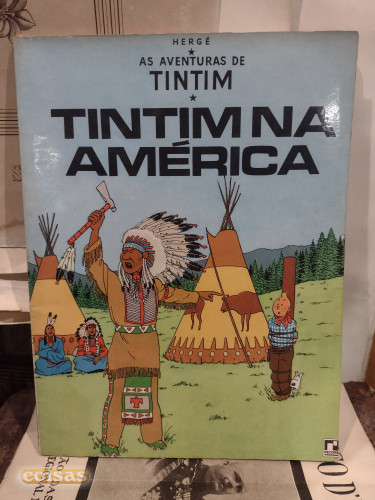 HERGÉ
AS AVENTURAS DE
TINTIM
TINTIM NA
AMÉRICA
coisas